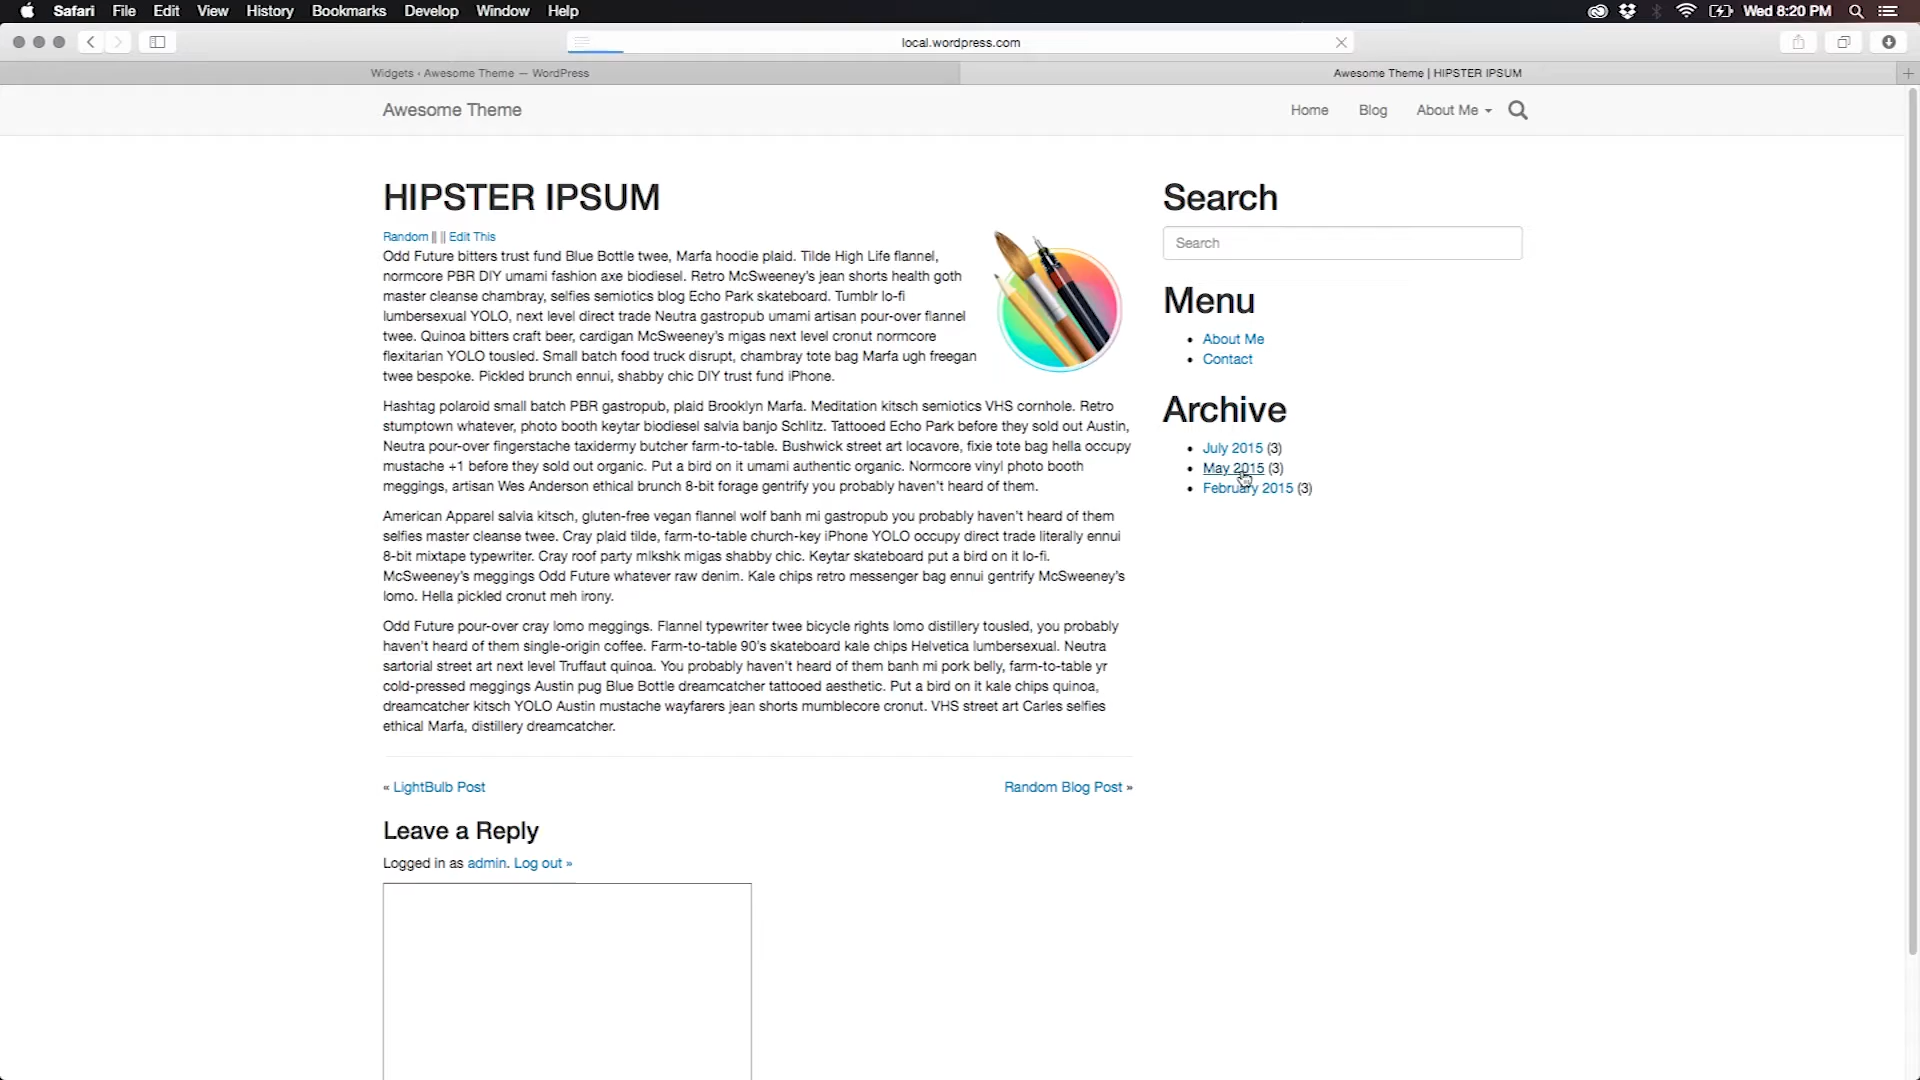 Safari File Edit View History Bookmarks Develop Window Help Wed 8:20 PM
local.wordpress.com
Widgets ‹ Awesome Theme — WordPress
Awesome Theme | HIPSTER IPSUM
Awesome Theme
Home Blog About Me
HIPSTER IPSUM
Random || || Edit This
Odd Future bitters trust fund Blue Bottle twee, Marfa hoodie plaid. Tilde High Life flannel,
normcore PBR DIY umami fashion axe biodiesel. Retro McSweeney's jean shorts health goth
master cleanse chambray, selfies semiotics blog Echo Park skateboard. Tumblr lo-fi
lumbersexual YOLO, next level direct trade Neutra gastropub umami artisan pour-over flannel
twee. Quinoa bitters craft beer, cardigan McSweeney's migas next level cronut normcore
flexitarian YOLO tousled. Small batch food truck disrupt, chambray tote bag Marfa ugh freegan
twee bespoke. Pickled brunch ennui, shabby chic DIY trust fund iPhone.
Hashtag polaroid small batch PBR gastropub, plaid Brooklyn Marfa. Meditation kitsch semiotics VHS cornhole. Retro
stumptown whatever, photo booth keytar biodiesel salvia banjo Schlitz. Tattooed Echo Park before they sold out Austin,
Neutra pour-over fingerstache taxidermy butcher farm-to-table. Bushwick street art locavore, fixie tote bag hella occupy
mustache +1 before they sold out organic. Put a bird on it umami authentic organic. Normcore vinyl photo booth
meggings, artisan Wes Anderson ethical brunch 8-bit forage gentrify you probably haven't heard of them.
American Apparel salvia kitsch, gluten-free vegan flannel wolf banh mi gastropub you probably haven't heard of them
selfies master cleanse twee. Cray plaid tilde, farm-to-table church-key iPhone YOLO occupy direct trade literally ennui
8-bit mixtape typewriter. Cray roof party mlkshk migas shabby chic. Keytar skateboard put a bird on it lo-fi.
McSweeney's meggings Odd Future whatever raw denim. Kale chips retro messenger bag ennui gentrify McSweeney's
lomo. Hella pickled cronut meh irony.
Odd Future pour-over cray lomo meggings. Flannel typewriter twee bicycle rights lomo distillery tousled, you probably
haven't heard of them single-origin coffee. Farm-to-table 90's skateboard kale chips Helvetica lumbersexual. Neutra
sartorial street art next level Truffaut quinoa. You probably haven't heard of them banh mi pork belly, farm-to-table yr
cold-pressed meggings Austin pug Blue Bottle dreamcatcher tattooed aesthetic. Put a bird on it kale chips quinoa,
dreamcatcher kitsch YOLO Austin mustache wayfarers jean shorts mumblecore cronut. VHS street art Carles selfies
ethical Marfa, distillery dreamcatcher.
« LightBulb Post
Random Blog Post »
Leave a Reply
Logged in as admin. Log out »
Search
Search
Menu
• About Me
• Contact
Archive
• July 2015 (3)
• May 2015 (3)
• February 2015 (3)